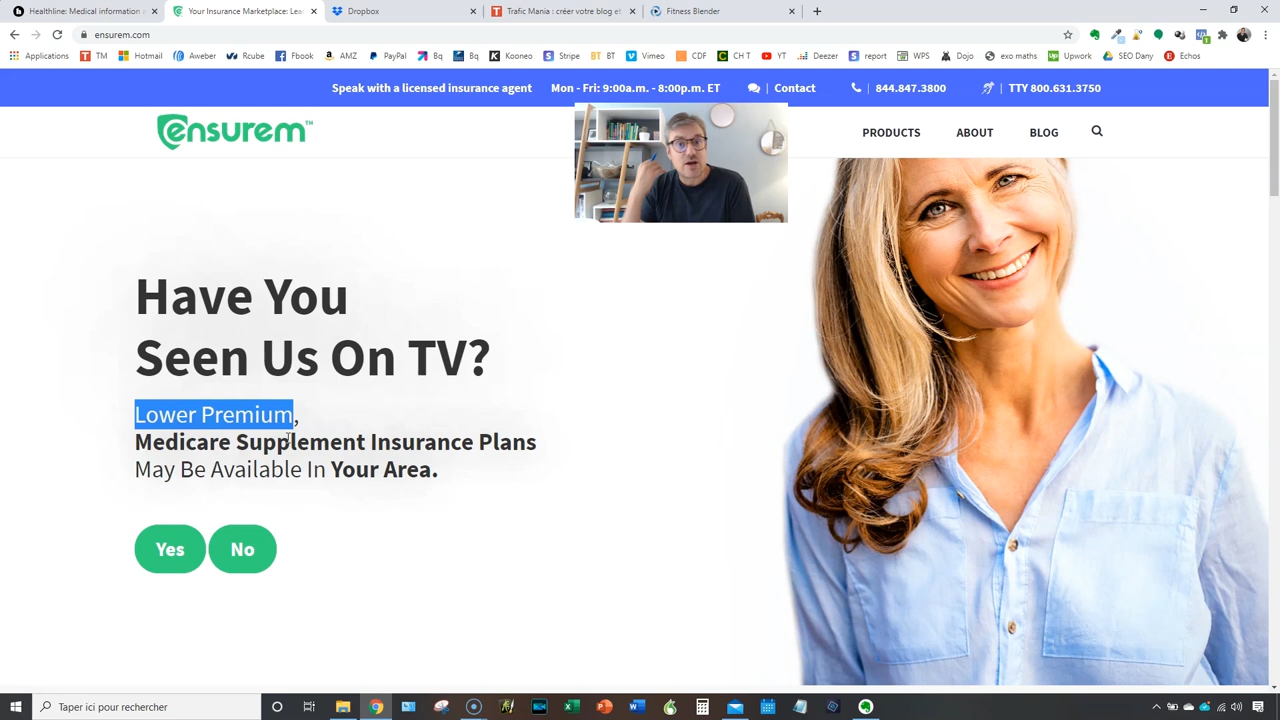 Healthline: Medical information a
Your Insurance Marketplace: Lea
Dropbox
Trafic Mania : créer votre blog et
Fitness Blender
ensurem.com
Applications TM Hotmail Aweber Rcube Fbook AMZ PayPal Bq Bq Kooneo Stripe BT BT Vimeo CDF CH T YT Deezer report WPS Dojo exo maths Upwork SEO Dany Echos
Speak with a licensed insurance agent Mon - Fri: 9:00a.m. - 8:00p.m. ET | Contact | 844.847.3800 | TTY 800.631.3750
ensurem™
PRODUCTS ABOUT BLOG
Have You
Seen Us On TV?
Lower Premium,
Medicare Supplement Insurance Plans
May Be Available In Your Area.
Yes No
Taper ici pour rechercher